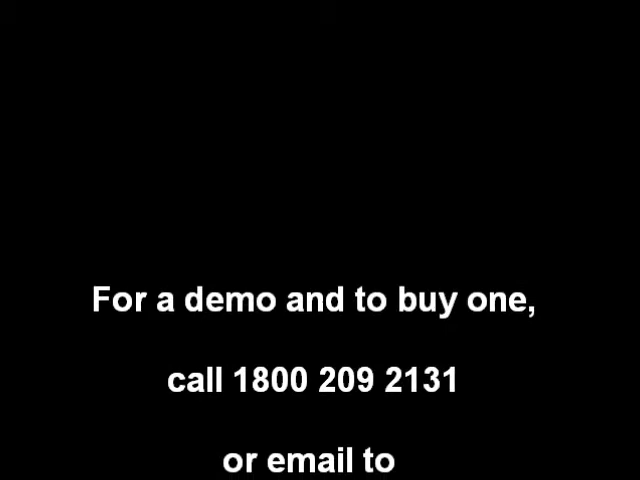 For a demo and to buy one,
call 1800 209 2131
or email to